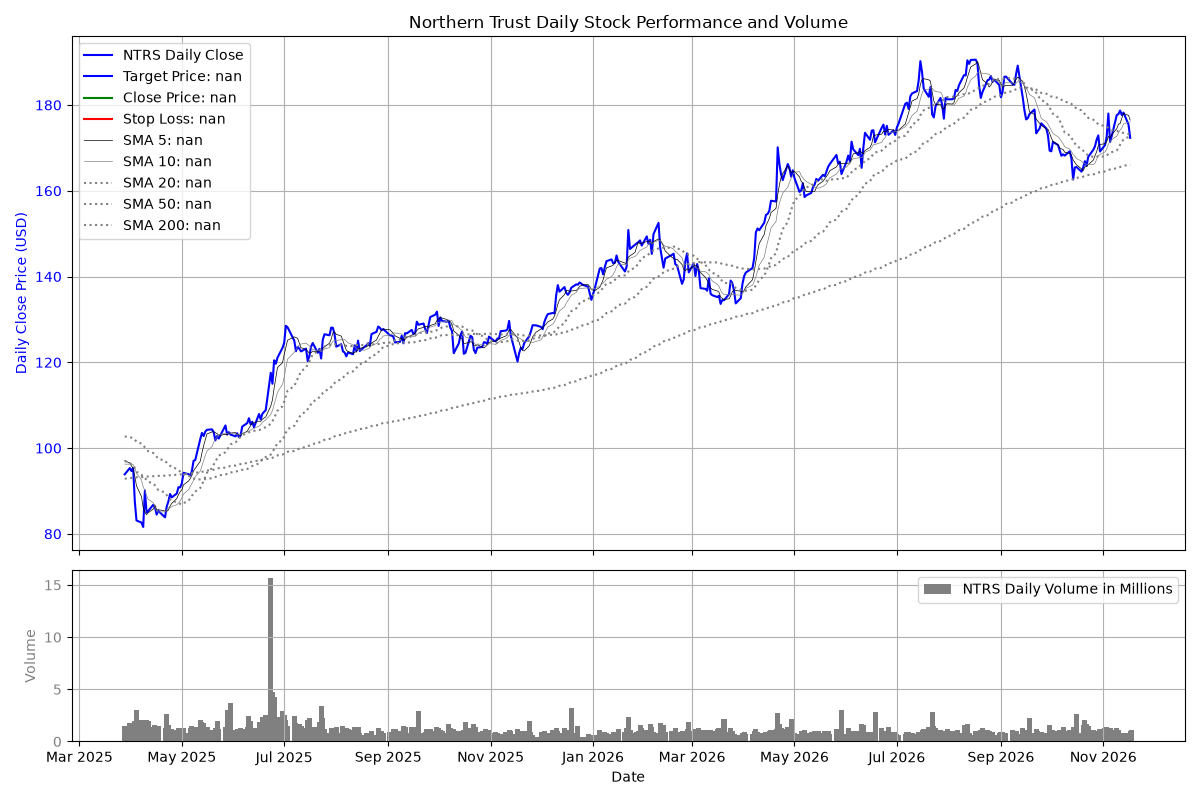 Northern Trust Daily Stock Performance and Volume
NTRS Daily Close
Target Price: nan
Close Price: nan
Stop Loss: nan
SMA 5: nan
SMA 10: nan
SMA 20: nan
SMA 50: nan
SMA 200: nan
Daily Close Price (USD)
180
160
140
120
100
80
NTRS Daily Volume in Millions
Volume
15
10
5
0
Mar 2025 May 2025 Jul 2025 Sep 2025 Nov 2025 Jan 2026 Mar 2026 May 2026 Jul 2026 Sep 2026 Nov 2026
Date